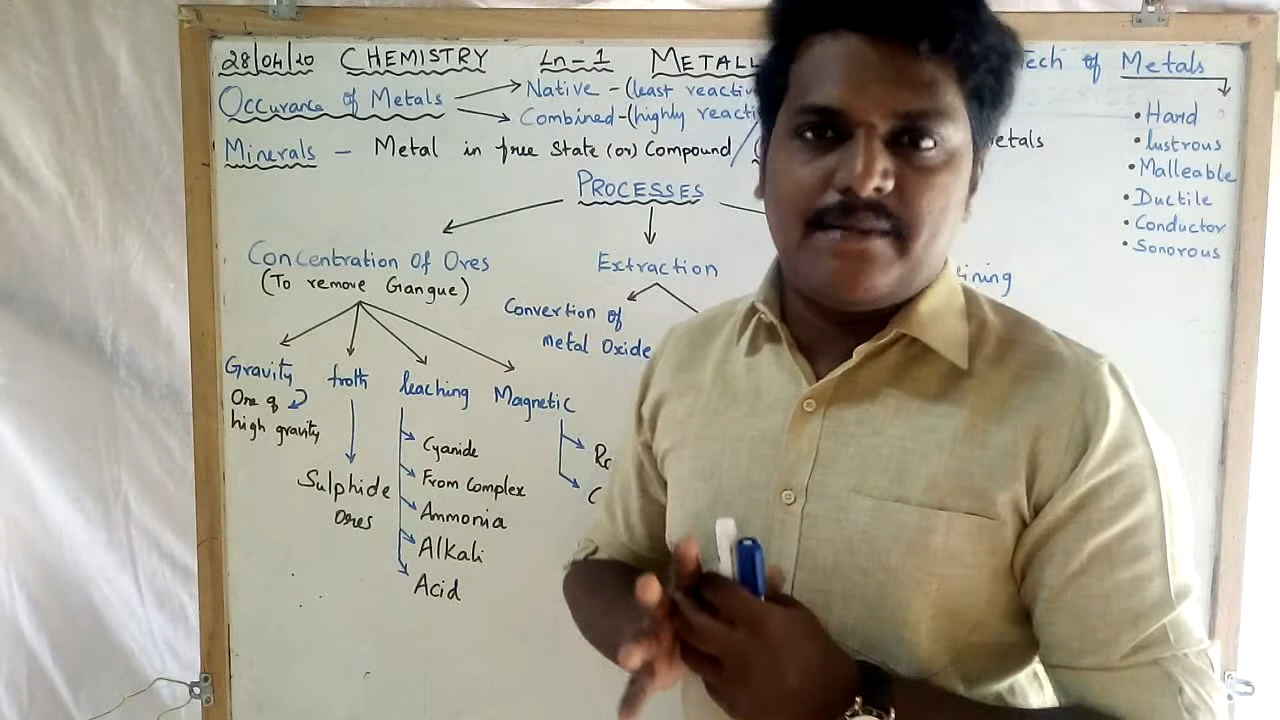 28/04/20 CHEMISTRY Ln-1 METALL Tech of Metals
Occurance of Metals Native - (least reactiv
Combined - (highly reacti
• Hard
• lustrous
• Malleable
• Ductile
• Conductor
• Sonorous
Minerals - Metal in free State (or) Compound / etals
PROCESSES
Concentration Of Ores
(To remove Gangue)
Extraction
ining
Convertion of
metal Oxide
Gravity froth leaching Magnetic
Ore of
high gravity
Sulphide
Ores
Cyanide
From Complex
Ammonia
Alkali
Acid
C